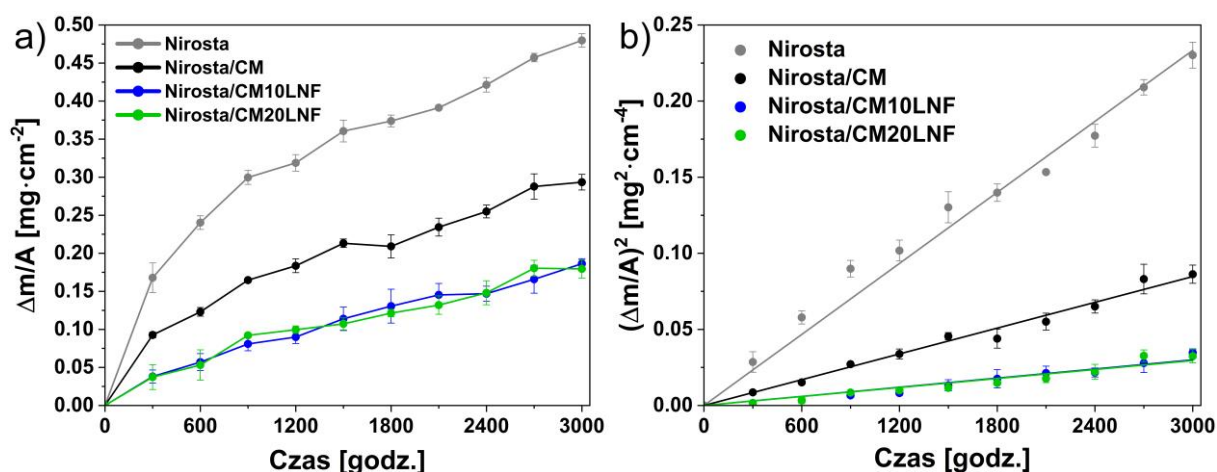 a)
Nirosta
Nirosta/CM
Nirosta/CM10LNF
Nirosta/CM20LNF
Δm/A [mg·cm⁻²]
0.50
0.45
0.40
0.35
0.30
0.25
0.20
0.15
0.10
0.05
0.00
0 600 1200 1800 2400 3000
Czas [godz.]
b)
Nirosta
Nirosta/CM
Nirosta/CM10LNF
Nirosta/CM20LNF
(Δm/A)² [mg²·cm⁻⁴]
0.25
0.20
0.15
0.10
0.05
0.00
0 600 1200 1800 2400 3000
Czas [godz.]